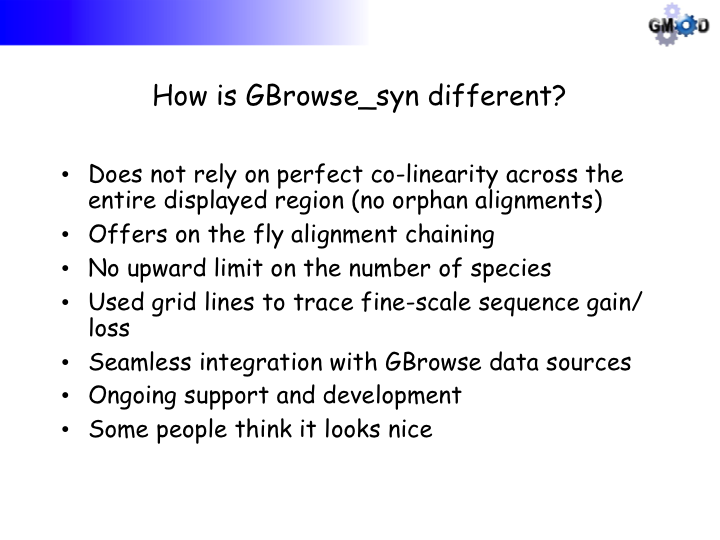 GMOD
How is GBrowse_syn different?
• Does not rely on perfect co-linearity across the
entire displayed region (no orphan alignments)
• Offers on the fly alignment chaining
• No upward limit on the number of species
• Used grid lines to trace fine-scale sequence gain/
loss
• Seamless integration with GBrowse data sources
• Ongoing support and development
• Some people think it looks nice